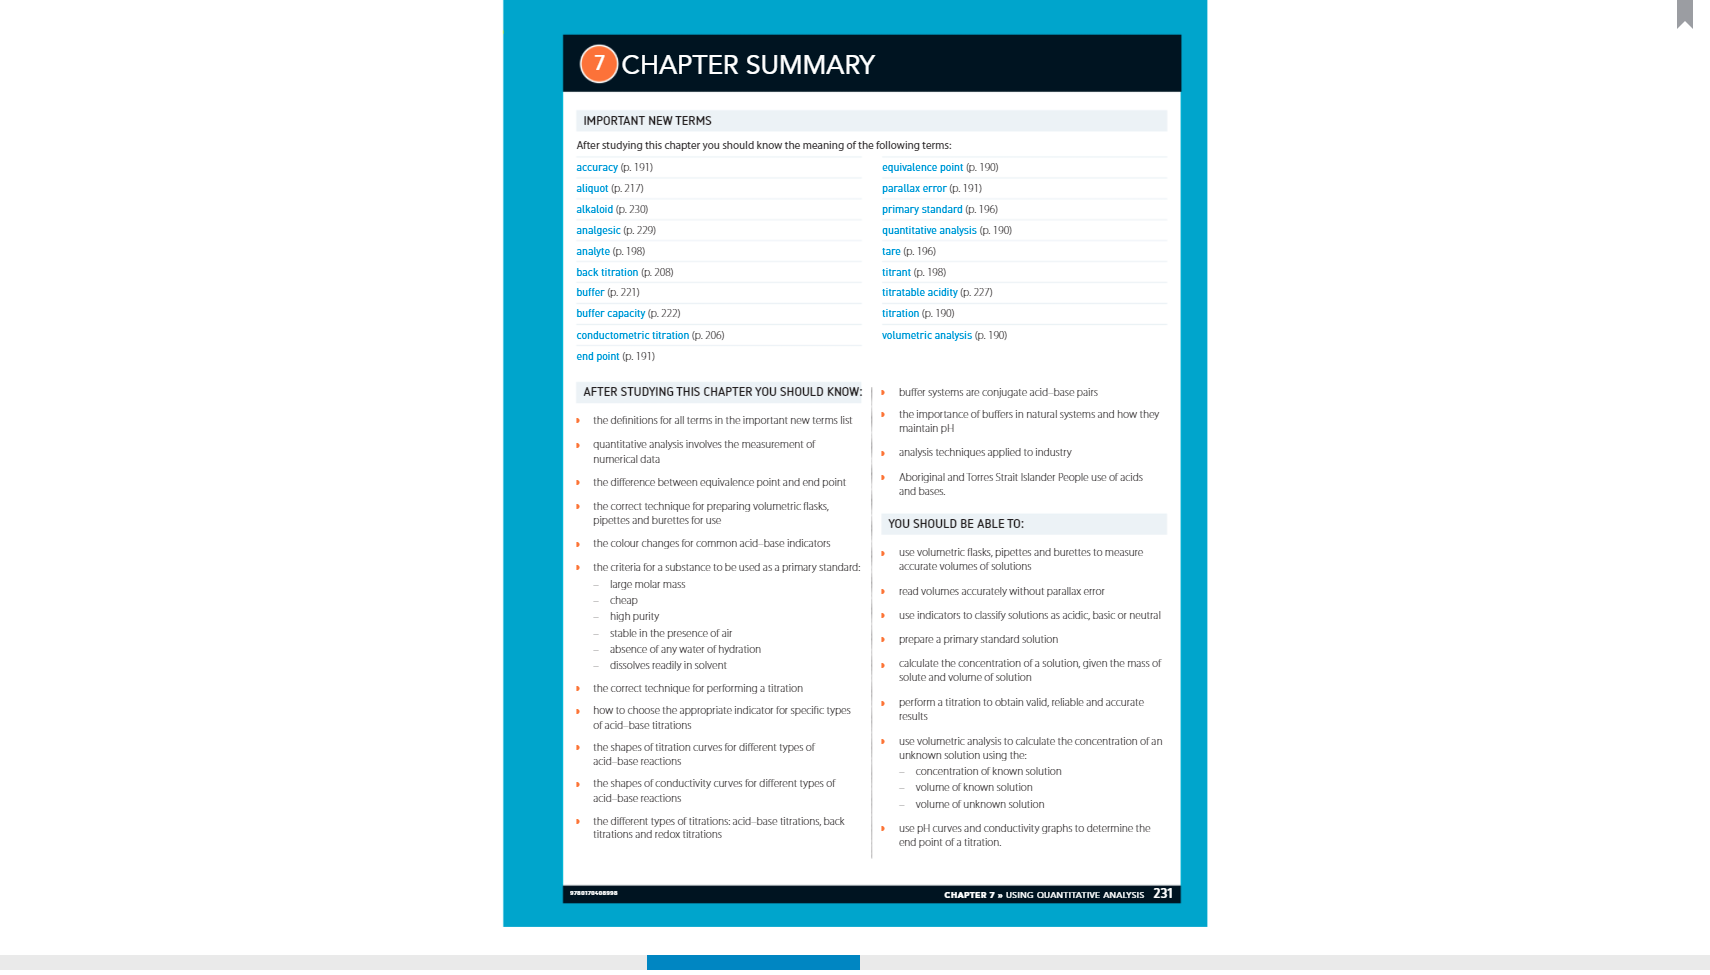 7 CHAPTER SUMMARY
IMPORTANT NEW TERMS
After studying this chapter you should know the meaning of the following terms:
accuracy (p. 191)
aliquot (p. 217)
alkaloid (p. 230)
analgesic (p. 229)
analyte (p. 198)
back titration (p. 208)
buffer (p. 221)
buffer capacity (p. 222)
conductometric titration (p. 206)
end point (p. 191)
equivalence point (p. 190)
parallax error (p. 191)
primary standard (p. 196)
quantitative analysis (p. 190)
tare (p. 196)
titrant (p. 198)
titratable acidity (p. 227)
titration (p. 190)
volumetric analysis (p. 190)
AFTER STUDYING THIS CHAPTER YOU SHOULD KNOW:
the definitions for all terms in the important new terms list
quantitative analysis involves the measurement of
numerical data
the difference between equivalence point and end point
the correct technique for preparing volumetric flasks,
pipettes and burettes for use
the colour changes for common acid–base indicators
the criteria for a substance to be used as a primary standard:
– large molar mass
– cheap
– high purity
– stable in the presence of air
– absence of any water of hydration
– dissolves readily in solvent
the correct technique for performing a titration
how to choose the appropriate indicator for specific types
of acid–base titrations
the shapes of titration curves for different types of
acid–base reactions
the shapes of conductivity curves for different types of
acid–base reactions
the different types of titrations: acid–base titrations, back
titrations and redox titrations
buffer systems are conjugate acid–base pairs
the importance of buffers in natural systems and how they
maintain pH
analysis techniques applied to industry
Aboriginal and Torres Strait Islander People use of acids
and bases.
YOU SHOULD BE ABLE TO:
use volumetric flasks, pipettes and burettes to measure
accurate volumes of solutions
read volumes accurately without parallax error
use indicators to classify solutions as acidic, basic or neutral
prepare a primary standard solution
calculate the concentration of a solution, given the mass of
solute and volume of solution
perform a titration to obtain valid, reliable and accurate
results
use volumetric analysis to calculate the concentration of an
unknown solution using the:
– concentration of known solution
– volume of known solution
– volume of unknown solution
use pH curves and conductivity graphs to determine the
end point of a titration.
9780170408998
CHAPTER 7 » USING QUANTITATIVE ANALYSIS 231